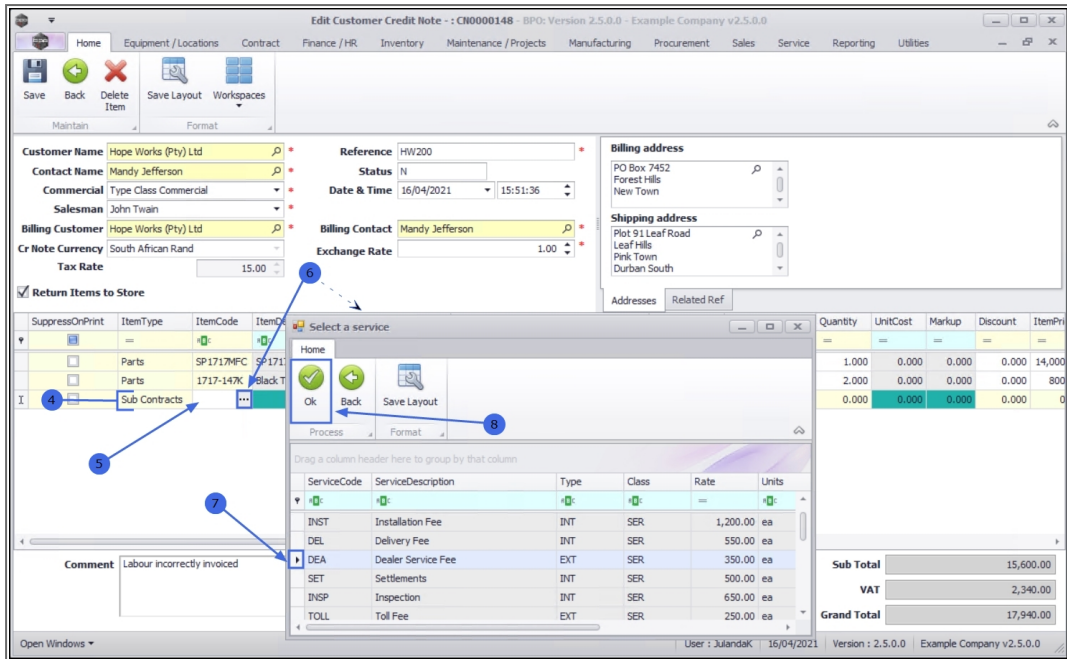 Edit Customer Credit Note - : CN0000148 - BPO: Version 2.5.0.0 - Example Company v2.5.0.0
Home Equipment / Locations Contract Finance / HR Inventory Maintenance / Projects Manufacturing Procurement Sales Service Reporting Utilities
Save Back Delete Item Save Layout Workspaces
Maintain Format
Customer Name Hope Works (Pty) Ltd * Reference HW200 *
Contact Name Mandy Jefferson * Status N
Commercial Type Class Commercial * Date & Time 16/04/2021 15:51:36
Salesman John Twain *
Billing Customer Hope Works (Pty) Ltd * Billing Contact Mandy Jefferson *
Cr Note Currency South African Rand Exchange Rate 1.00 *
Tax Rate 15.00
Return Items to Store
Billing address
PO Box 7452
Forest Hills
New Town
Shipping address
Plot 91 Leaf Road
Leaf Hills
Pink Town
Durban South
Addresses Related Ref
6
SuppressOnPrint ItemType ItemCode ItemDe Quantity UnitCost Markup Discount ItemPri
Parts SP1717MFC SP171 1.000 0.000 0.000 0.000 14,000
Parts 1717-147K Black T 2.000 0.000 0.000 0.000 800
4 Sub Contracts ... 0.000 0.000 0.000 0.000 0
5
7
Select a service
Home
Ok Back Save Layout
8
Process Format
Drag a column header here to group by that column
ServiceCode ServiceDescription Type Class Rate Units
INST Installation Fee INT SER 1,200.00 ea
DEL Delivery Fee INT SER 550.00 ea
DEA Dealer Service Fee EXT SER 350.00 ea
SET Settlements INT SER 500.00 ea
INSP Inspection INT SER 650.00 ea
TOLL Toll Fee EXT SER 250.00 ea
Comment Labour incorrectly invoiced
Sub Total 15,600.00
VAT 2,340.00
Grand Total 17,940.00
Open Windows User : JulandaK 16/04/2021 Version : 2.5.0.0 Example Company v2.5.0.0